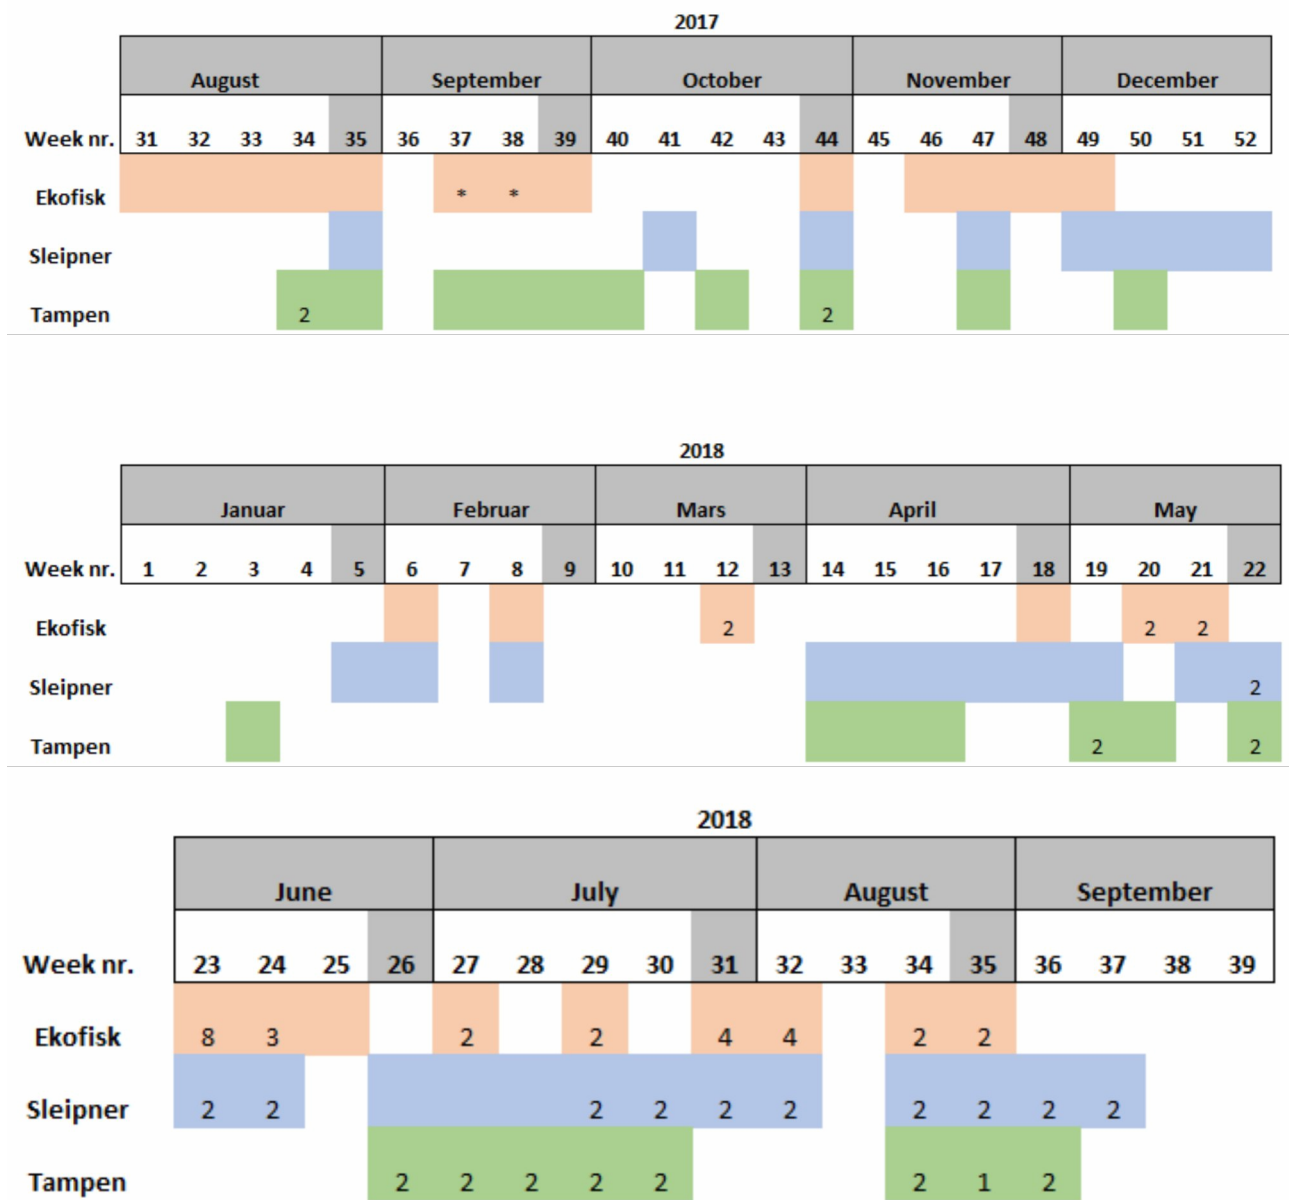 2017
August September October November December
Week nr. 31 32 33 34 35 36 37 38 39 40 41 42 43 44 45 46 47 48 49 50 51 52
Ekofisk * *
Sleipner
Tampen 2 2
2018
Januar Februar Mars April May
Week nr. 1 2 3 4 5 6 7 8 9 10 11 12 13 14 15 16 17 18 19 20 21 22
Ekofisk 2 2 2
Sleipner 2
Tampen 2 2
2018
June July August September
Week nr. 23 24 25 26 27 28 29 30 31 32 33 34 35 36 37 38 39
Ekofisk 8 3 2 2 4 4 2 2
Sleipner 2 2 2 2 2 2 2 2 2 2
Tampen 2 2 2 2 2 2 1 2